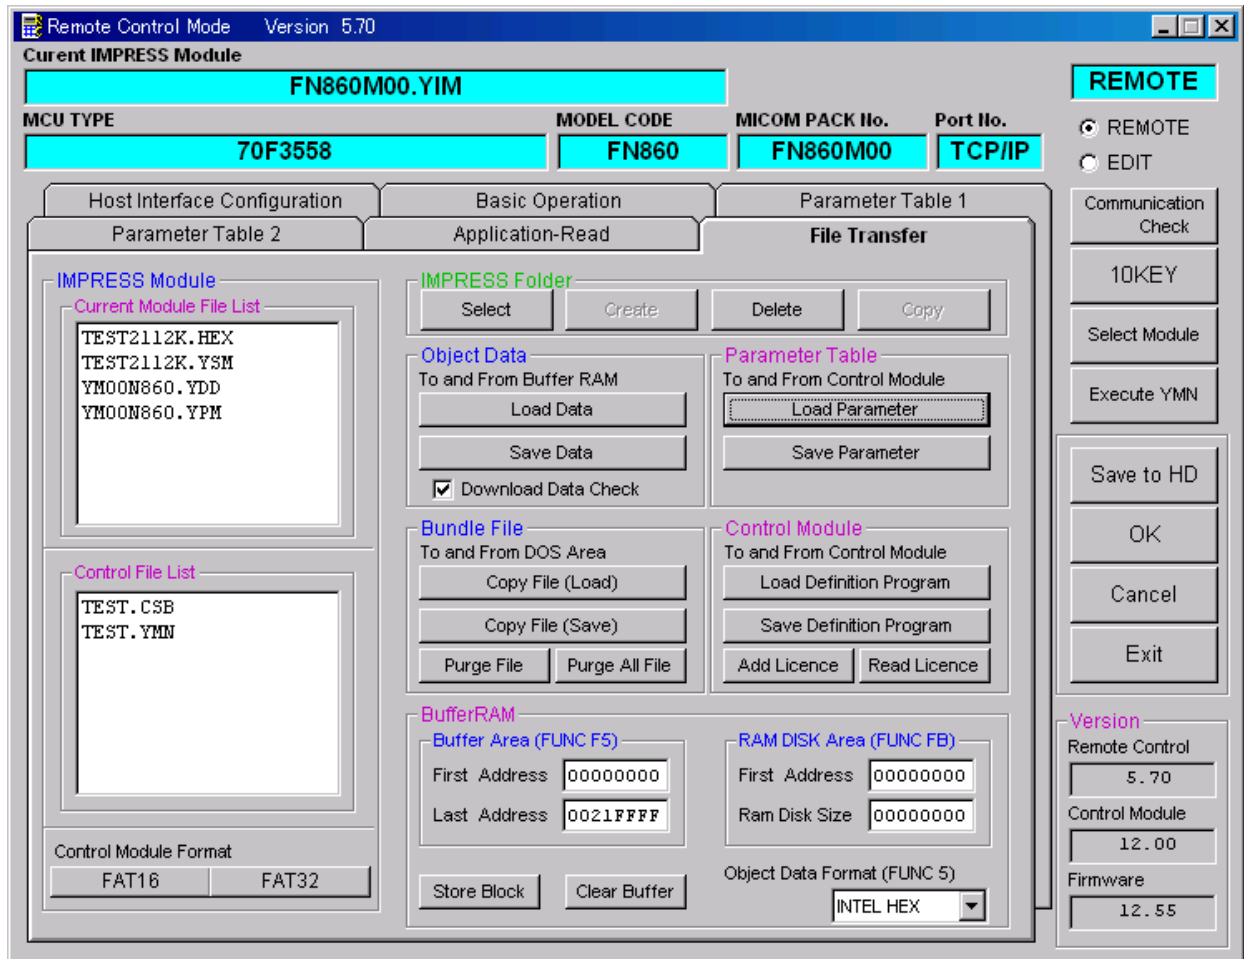 Remote Control Mode Version 5.70
Curent IMPRESS Module
FN860M00.YIM
REMOTE
MCU TYPE MODEL CODE MICOM PACK No. Port No.
70F3558 FN860 FN860M00 TCP/IP
REMOTE
EDIT
Host Interface Configuration Basic Operation Parameter Table 1
Parameter Table 2 Application-Read File Transfer
IMPRESS Module
Current Module File List
TEST2112K.HEX
TEST2112K.YSM
YM00N860.YDD
YM00N860.YPM
Control File List
TEST.CSB
TEST.YMN
Control Module Format
FAT16 FAT32
IMPRESS Folder
Select Create Delete Copy
Object Data
To and From Buffer RAM
Load Data
Save Data
Download Data Check
Parameter Table
To and From Control Module
Load Parameter
Save Parameter
Bundle File
To and From DOS Area
Copy File (Load)
Copy File (Save)
Purge File Purge All File
Control Module
To and From Control Module
Load Definition Program
Save Definition Program
Add Licence Read Licence
BufferRAM
Buffer Area (FUNC F5)
First Address 00000000
Last Address 0021FFFF
RAM DISK Area (FUNC FB)
First Address 00000000
Ram Disk Size 00000000
Store Block Clear Buffer
Object Data Format (FUNC 5)
INTEL HEX
Communication
Check
10KEY
Select Module
Execute YMN
Save to HD
OK
Cancel
Exit
Version
Remote Control
5.70
Control Module
12.00
Firmware
12.55